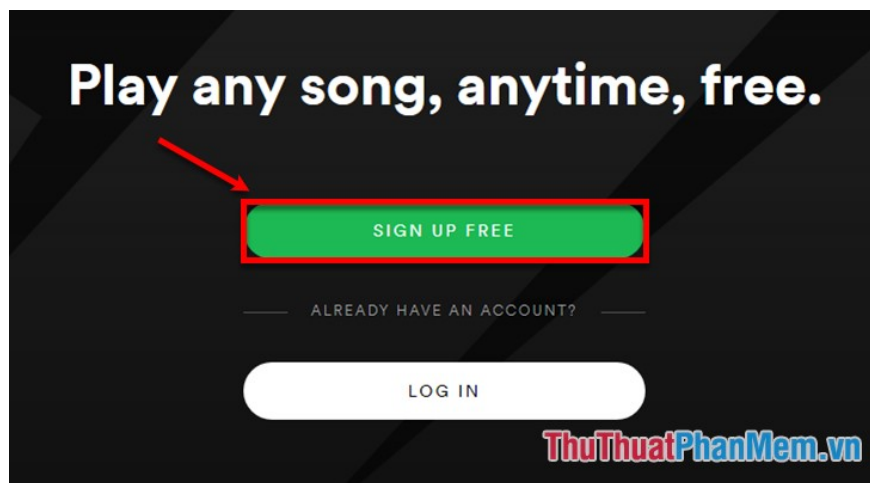 Play any song, anytime, free.
SIGN UP FREE
ALREADY HAVE AN ACCOUNT?
LOG IN
ThuThuatPhanMem.vn